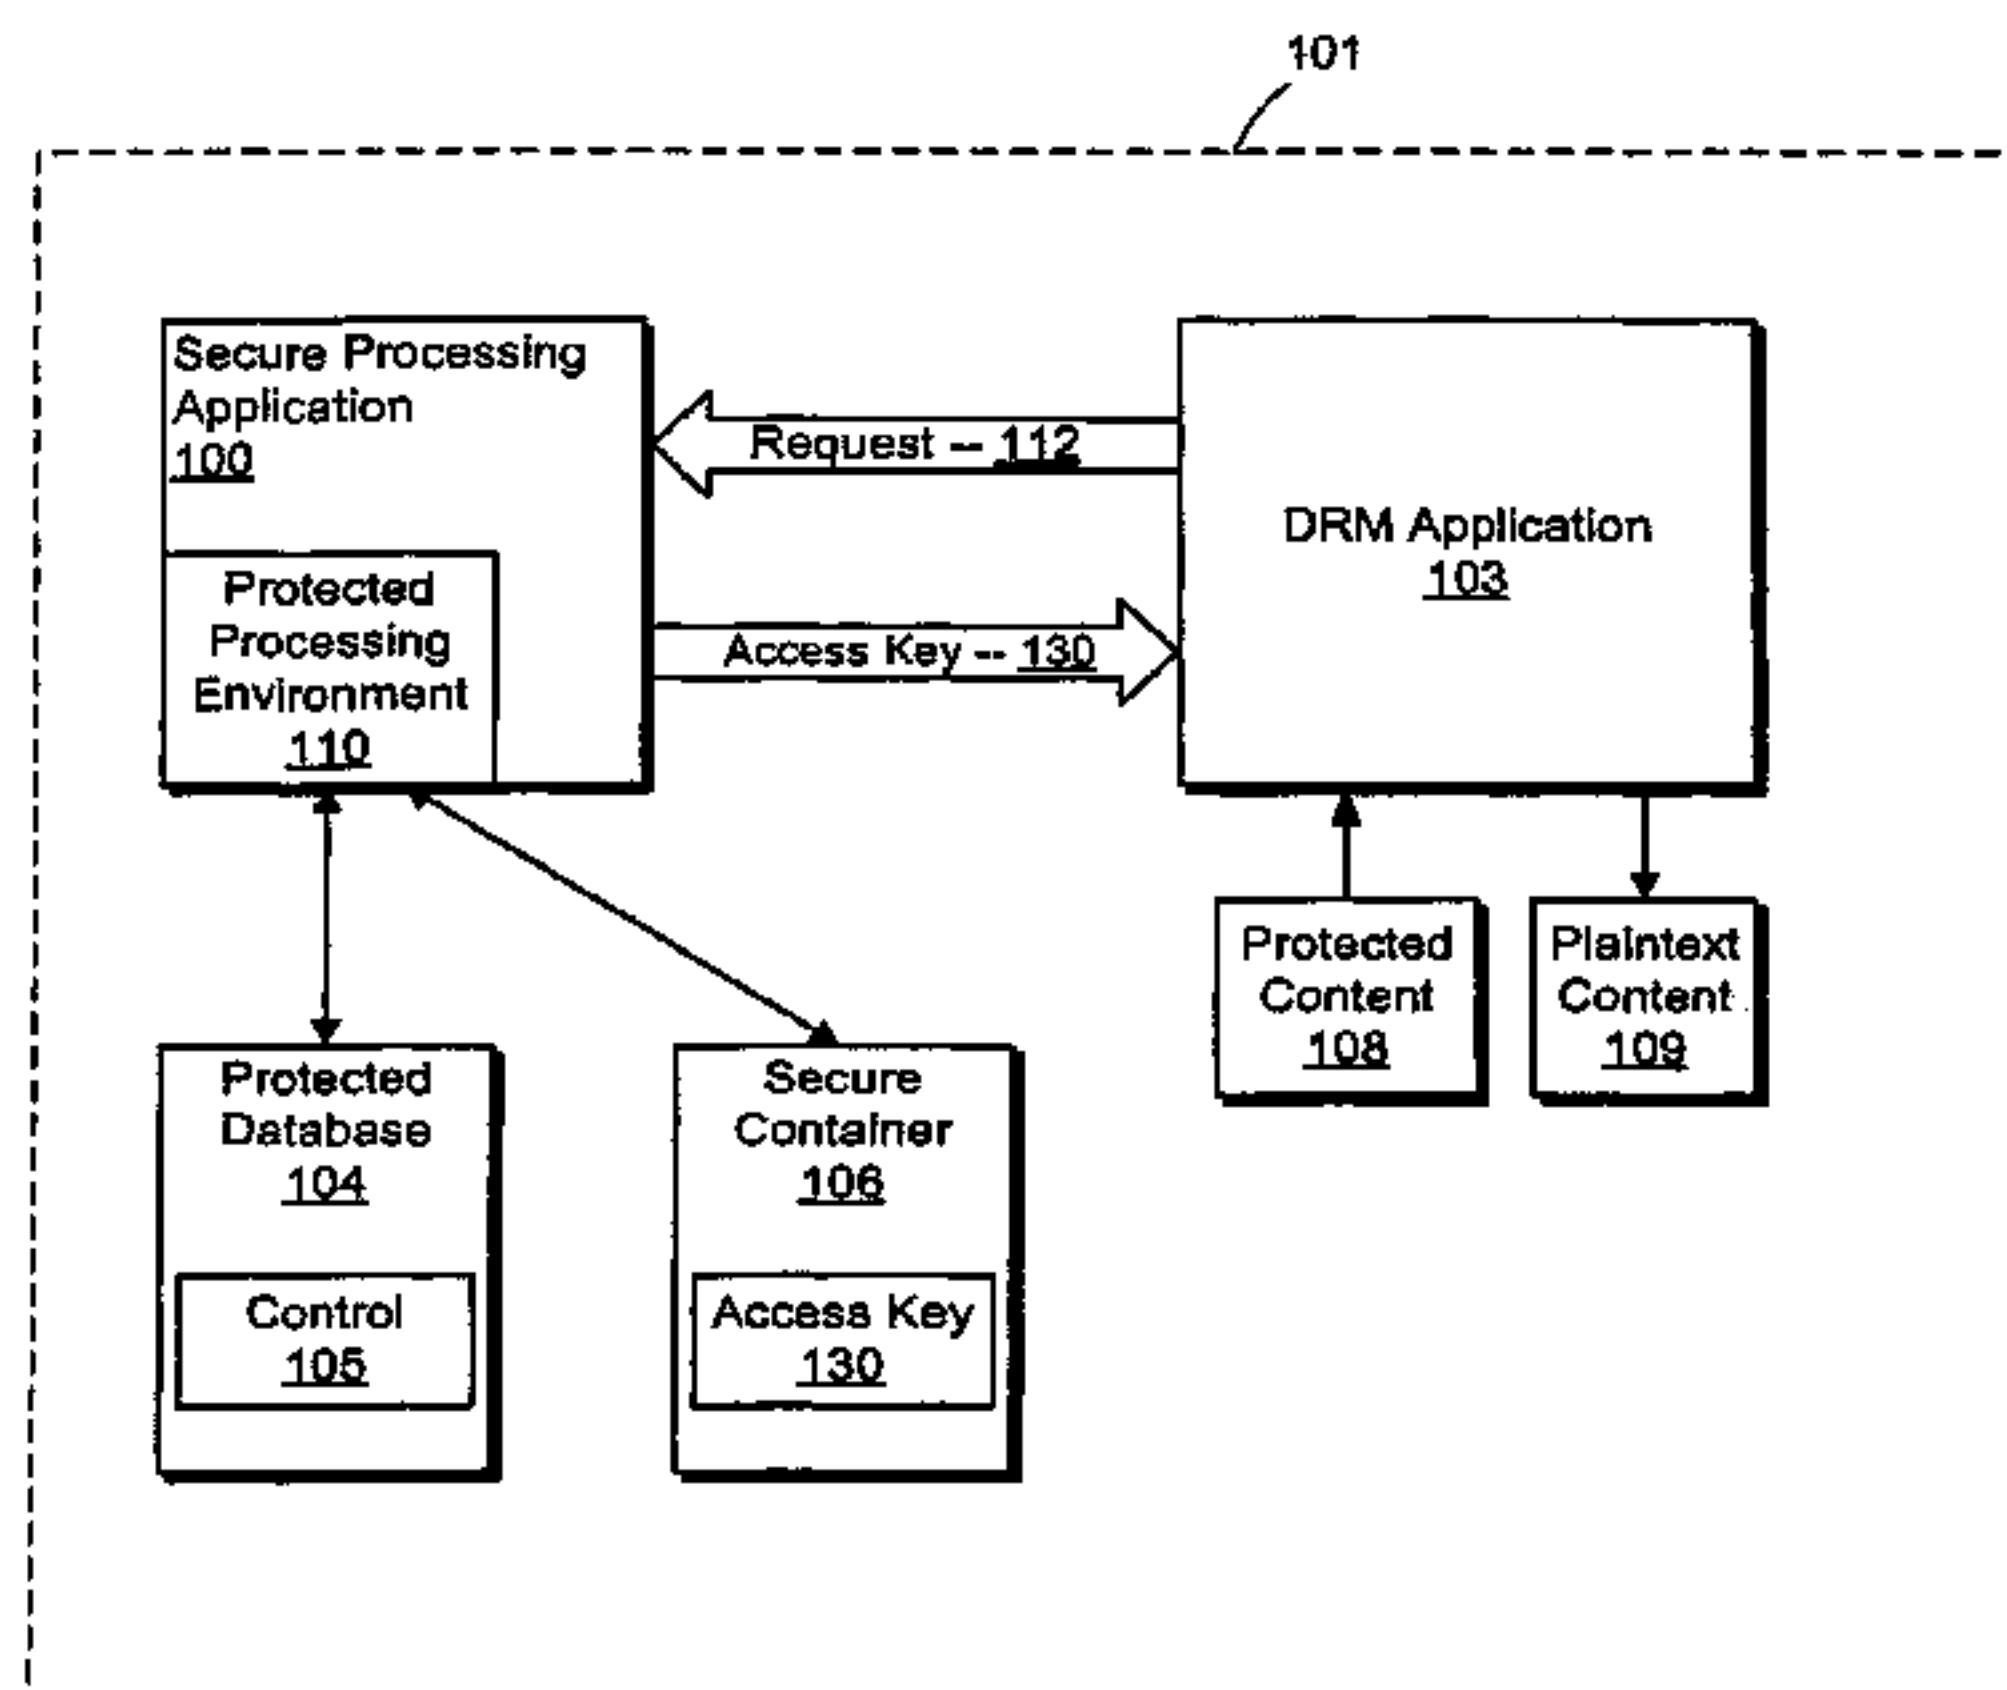 101
Secure Processing
Application
100
Request -- 112
DRM Application
103
Protected
Processing
Environment
110
Access Key -- 130
Protected
Content
108
Plaintext
Content
109
Protected
Database
104
Secure
Container
106
Control
105
Access Key
130